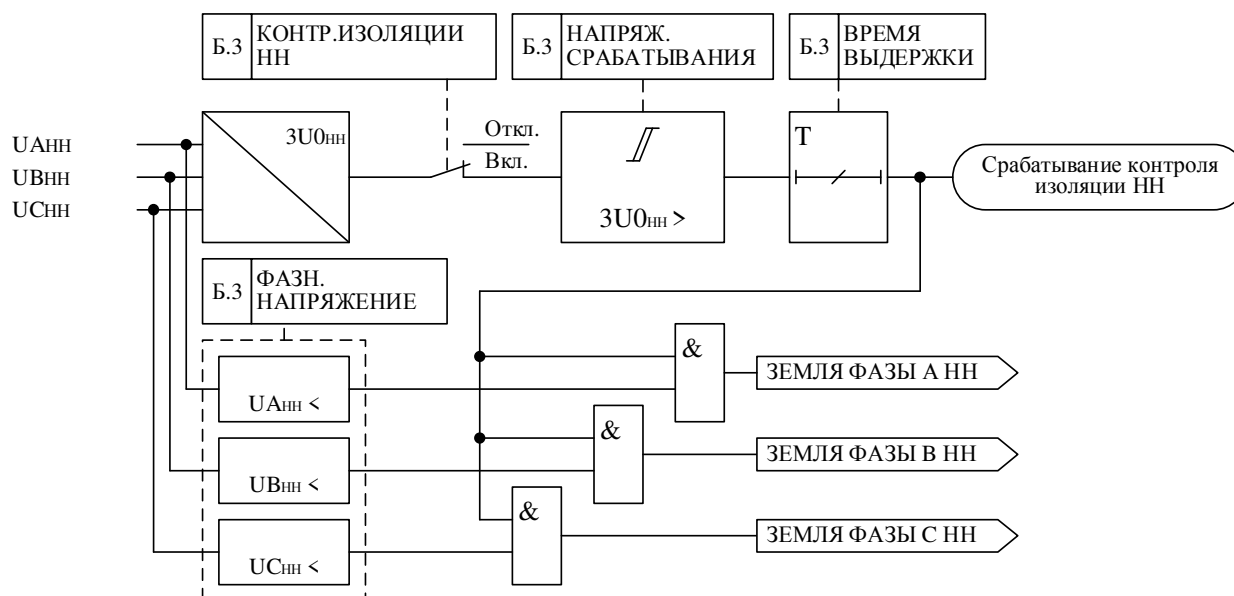 Б.3 КОНТР.ИЗОЛЯЦИИ
НН
Б.3 НАПРЯЖ.
СРАБАТЫВАНИЯ
Б.3 ВРЕМЯ
ВЫДЕРЖКИ
UAНН
UBНН
UCНН
3U0НН
Откл.
Вкл.
3U0НН >
T
Срабатывание контроля
изоляции НН
Б.3 ФАЗН.
НАПРЯЖЕНИЕ
UAНН <
&
ЗЕМЛЯ ФАЗЫ А НН
UBНН <
&
ЗЕМЛЯ ФАЗЫ В НН
UCНН <
&
ЗЕМЛЯ ФАЗЫ С НН